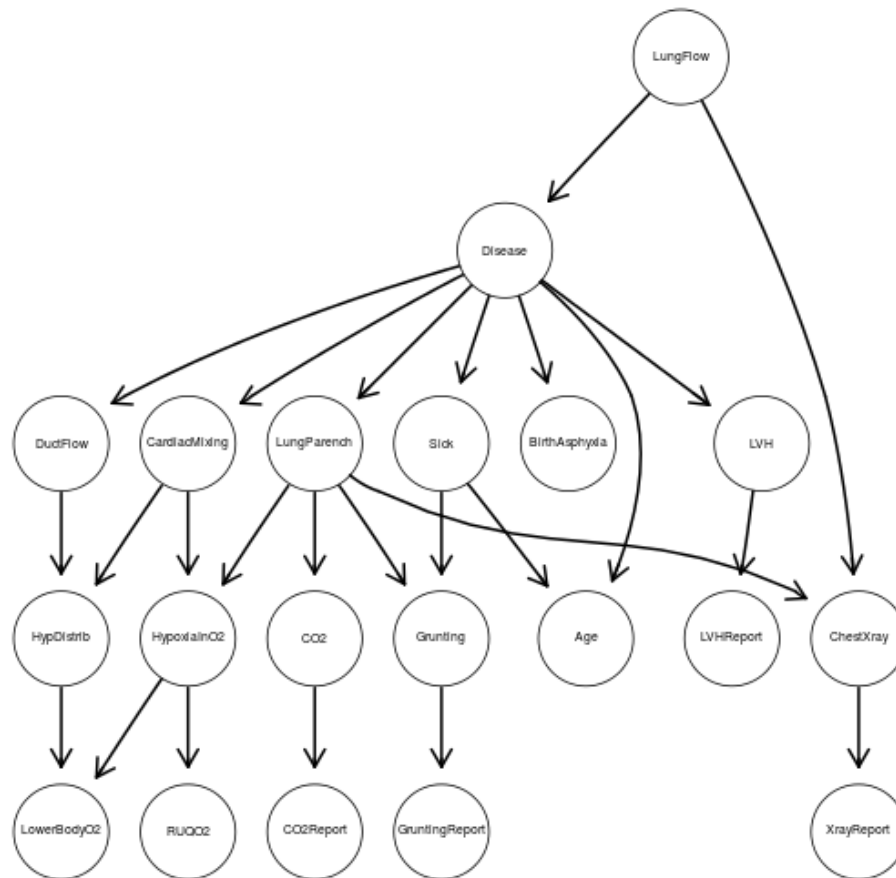 LungFlow
Disease
DuctFlow
CardiacMixing
LungParench
Sick
BirthAsphyxia
LVH
HypDistrib
HypoxiaInO2
CO2
Grunting
Age
LVHReport
ChestXray
LowerBodyO2
RUQO2
CO2Report
GruntingReport
XrayReport